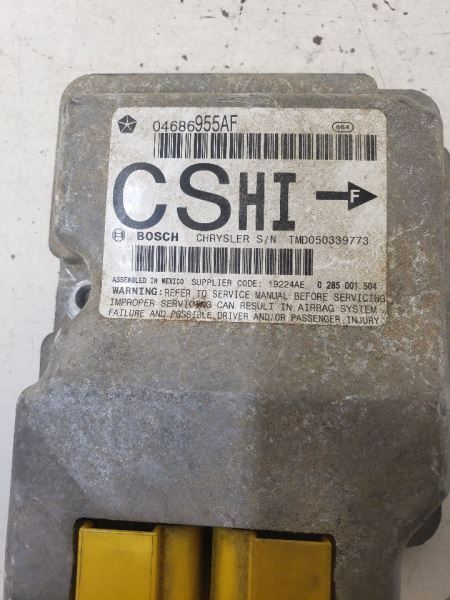 04686955AF 864
CSHI F
BOSCH CHRYSLER S/N TMD050339773
ASSEMBLED IN MEXICO SUPPLIER CODE: 19224AE 0 285 001 504
WARNING: REFER TO SERVICE MANUAL BEFORE SERVICING
IMPROPER SERVICING CAN RESULT IN AIRBAG SYSTEM
FAILURE AND POSSIBLE DRIVER AND/OR PASSENGER INJURY